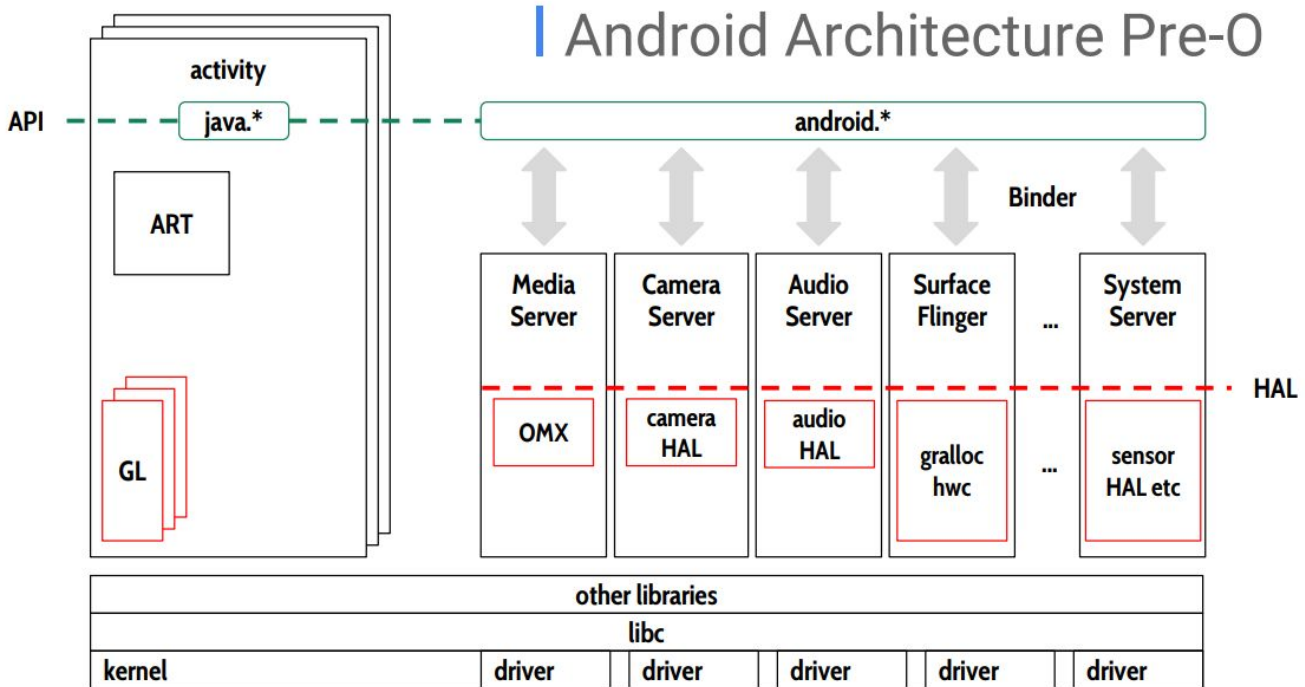 Android Architecture Pre-O
activity
API
java.*
android.*
ART
Binder
Media
Server
Camera
Server
Audio
Server
Surface
Flinger
...
System
Server
HAL
OMX
camera
HAL
audio
HAL
gralloc
hwc
...
sensor
HAL etc
GL
other libraries
libc
kernel
driver
driver
driver
driver
driver